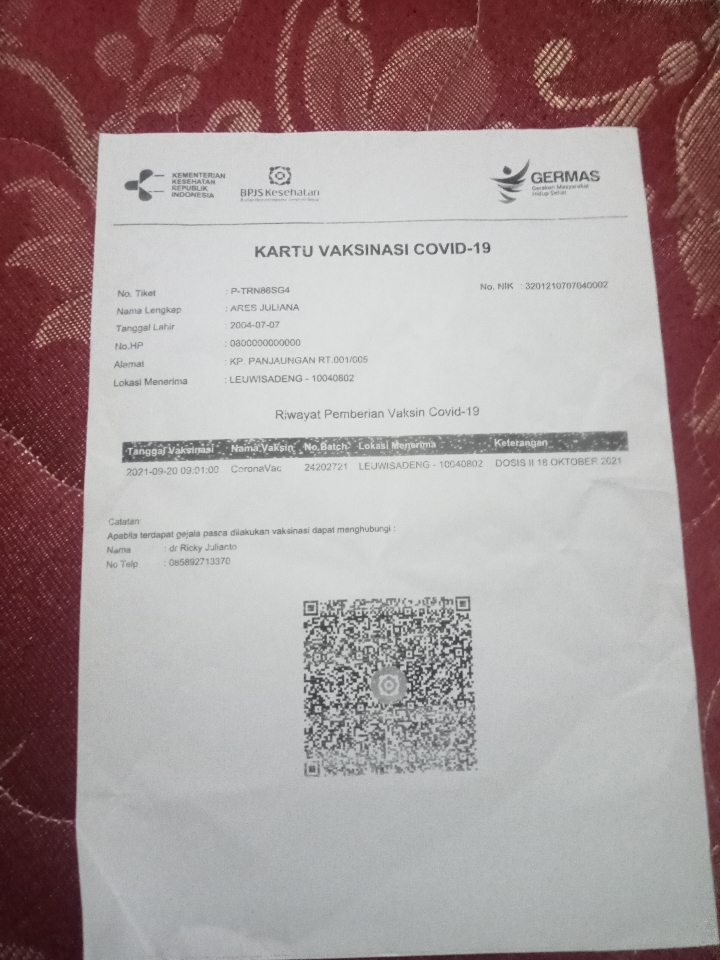 KEMENTERIAN
KESEHATAN
REPUBLIK
INDONESIA
BPJS Kesehatan
GERMAS
Gerakan Masyarakat
Hidup Sehat
KARTU VAKSINASI COVID-19
No. Tiket : P-TRN86SG4 No. NIK : 3201210707040002
Nama Lengkap : ARES JULIANA
Tanggal Lahir : 2004-07-07
No.HP : 0800000000000
Alamat : KP. PANJAUNGAN RT.001/005
Lokasi Menerima : LEUWISADENG - 10040802
Riwayat Pemberian Vaksin Covid-19
Tanggal Vaksinasi Nama Vaksin No.Batch Lokasi Menerima Keterangan
2021-09-20 09:01:00 CoronaVac 24202721 LEUWISADENG - 10040802 DOSIS II 18 OKTOBER 2021
Catatan:
Apabila terdapat gejala pasca dilakukan vaksinasi dapat menghubungi :
Nama : dr Ricky Julianto
No Telp : 085892713370